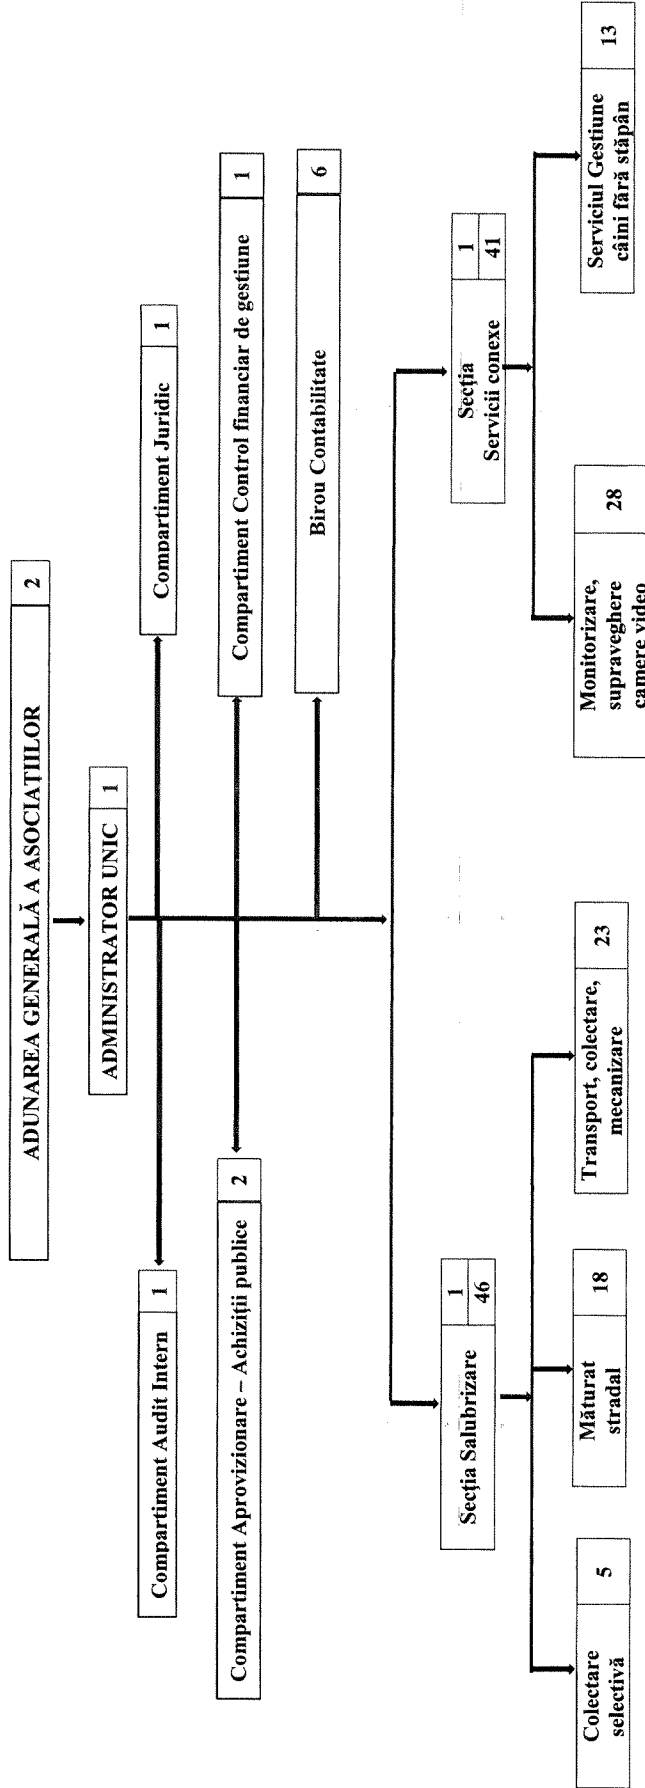 ADUNAREA GENERALĂ A ASOCIAȚIILOR
2
ADMINISTRATOR UNIC
1
Compartiment Audit Intern
1
Compartiment Juridic
1
Compartiment Aprovizionare – Achiziții publice
2
Compartiment Control financiar de gestiune
1
Birou Contabilitate
6
Secția Salubrizare
1
46
Secția
Servicii conexe
1
41
Colectare
selectivă
5
Măturat
stradal
18
Transport, colectare,
mecanizare
23
Monitorizare,
supraveghere
camere video
28
Serviciul Gestiune
câini fără stăpân
13